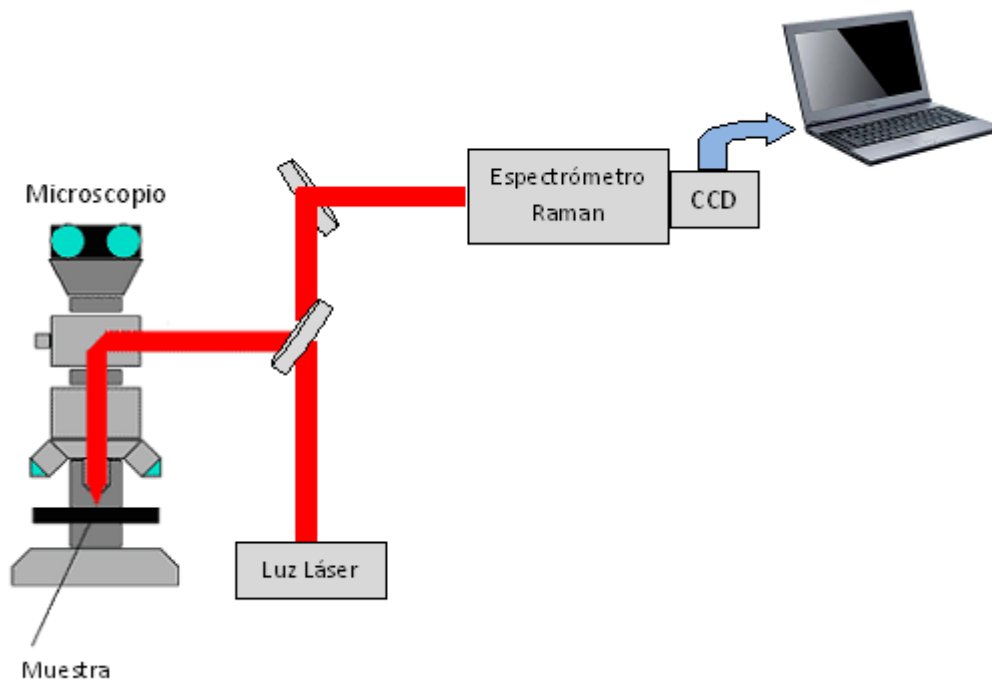 Microscopio
Espectrómetro
Raman
CCD
Luz Láser
Muestra